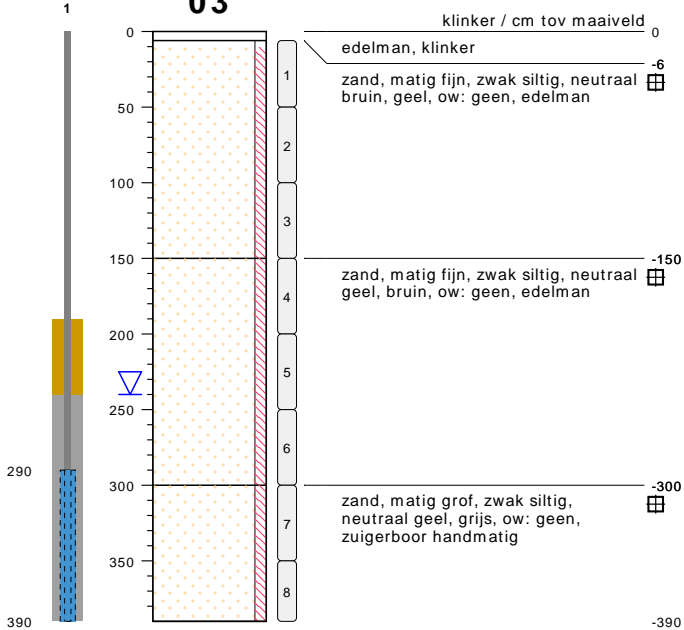 03
1
klinker / cm tov maaiveld
0
0
edelman, klinker
-6
zand, matig fijn, zwak siltig, neutraal
bruin, geel, ow: geen, edelman
1
50
2
100
3
150
-150
zand, matig fijn, zwak siltig, neutraal
geel, bruin, ow: geen, edelman
4
200
5
250
6
290
300
-300
zand, matig grof, zwak siltig,
neutraal geel, grijs, ow: geen,
zuigerboor handmatig
7
350
8
390
-390